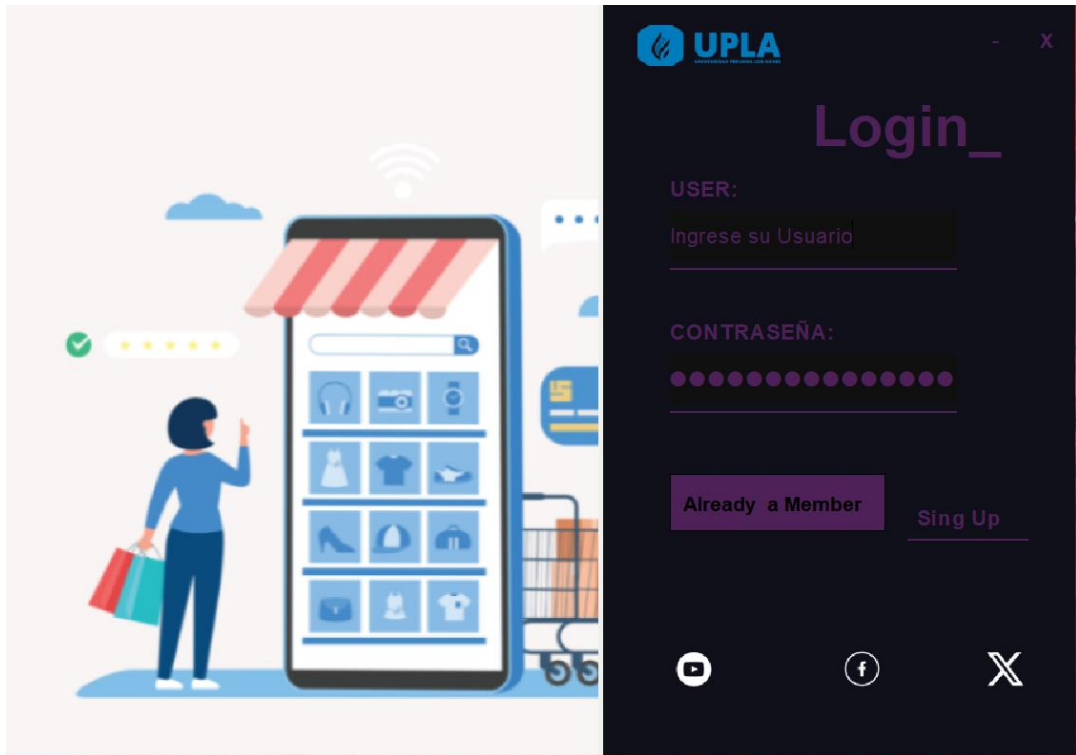 UPLA
- X
Login_
USER:
Ingrese su Usuario
CONTRASEÑA:
Already a Member
Sing Up